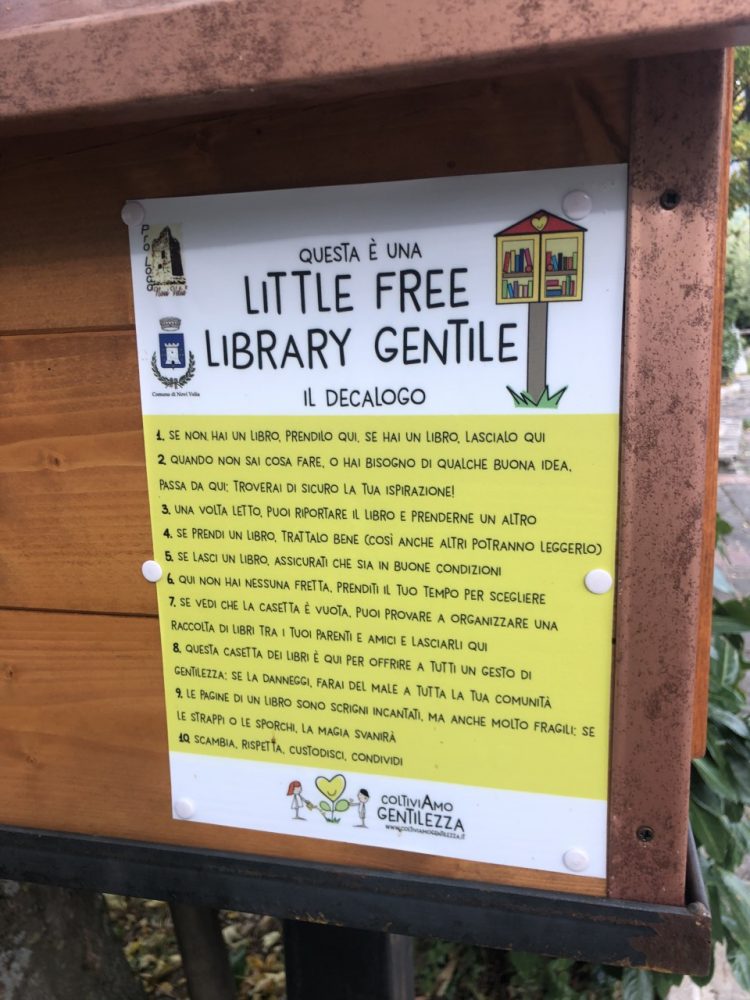 PRO LOCO
Novi Velia
Comune di Novi Velia
QUESTA È UNA
LITTLE FREE
LIBRARY GENTILE
IL DECALOGO
1. SE NON HAI UN LIBRO, PRENDILO QUI, SE HAI UN LIBRO, LASCIALO QUI
2. QUANDO NON SAI COSA FARE, O HAI BISOGNO DI QUALCHE BUONA IDEA,
PASSA DA QUI: TROVERAI DI SICURO LA TUA ISPIRAZIONE!
3. UNA VOLTA LETTO, PUOI RIPORTARE IL LIBRO E PRENDERNE UN ALTRO
4. SE PRENDI UN LIBRO, TRATTALO BENE (COSÌ ANCHE ALTRI POTRANNO LEGGERLO)
5. SE LASCI UN LIBRO, ASSICURATI CHE SIA IN BUONE CONDIZIONI
6. QUI NON HAI NESSUNA FRETTA, PRENDITI IL TUO TEMPO PER SCEGLIERE
7. SE VEDI CHE LA CASETTA È VUOTA, PUOI PROVARE A ORGANIZZARE UNA
RACCOLTA DI LIBRI TRA I TUOI PARENTI E AMICI E LASCIARLI QUI
8. QUESTA CASETTA DEI LIBRI È QUI PER OFFRIRE A TUTTI UN GESTO DI
GENTILEZZA: SE LA DANNEGGI, FARAI DEL MALE A TUTTA LA TUA COMUNITÀ
9. LE PAGINE DI UN LIBRO SONO SCRIGNI INCANTATI, MA ANCHE MOLTO FRAGILI: SE
LE STRAPPI O LE SPORCHI, LA MAGIA SVANIRÀ
10. SCAMBIA, RISPETTA, CUSTODISCI, CONDIVIDI
COLTIVIAMO
GENTILEZZA
WWW.COLTIVIAMOGENTILEZZA.IT